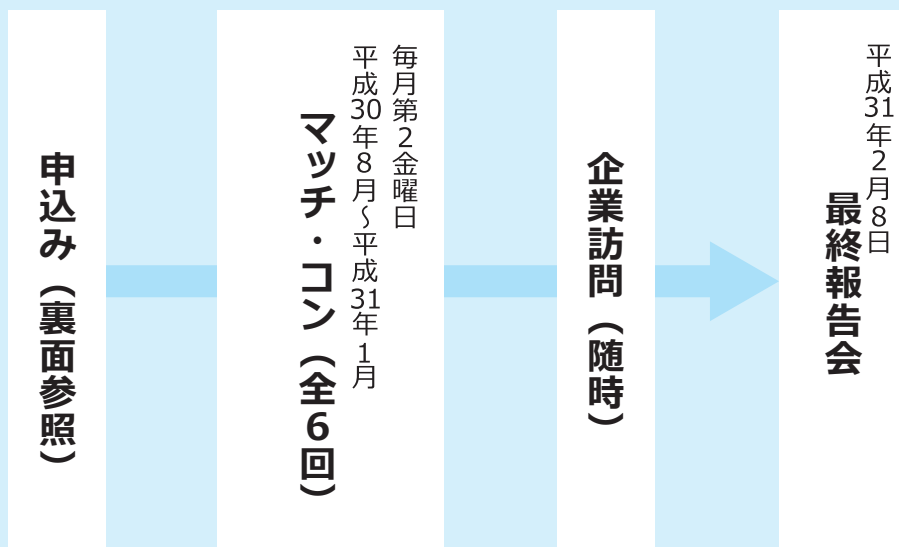 申込み（裏面参照）
毎月第2金曜日
平成30年8月～平成31年1月
マッチ・コン（全6回）
企業訪問（随時）
平成31年2月8日
最終報告会